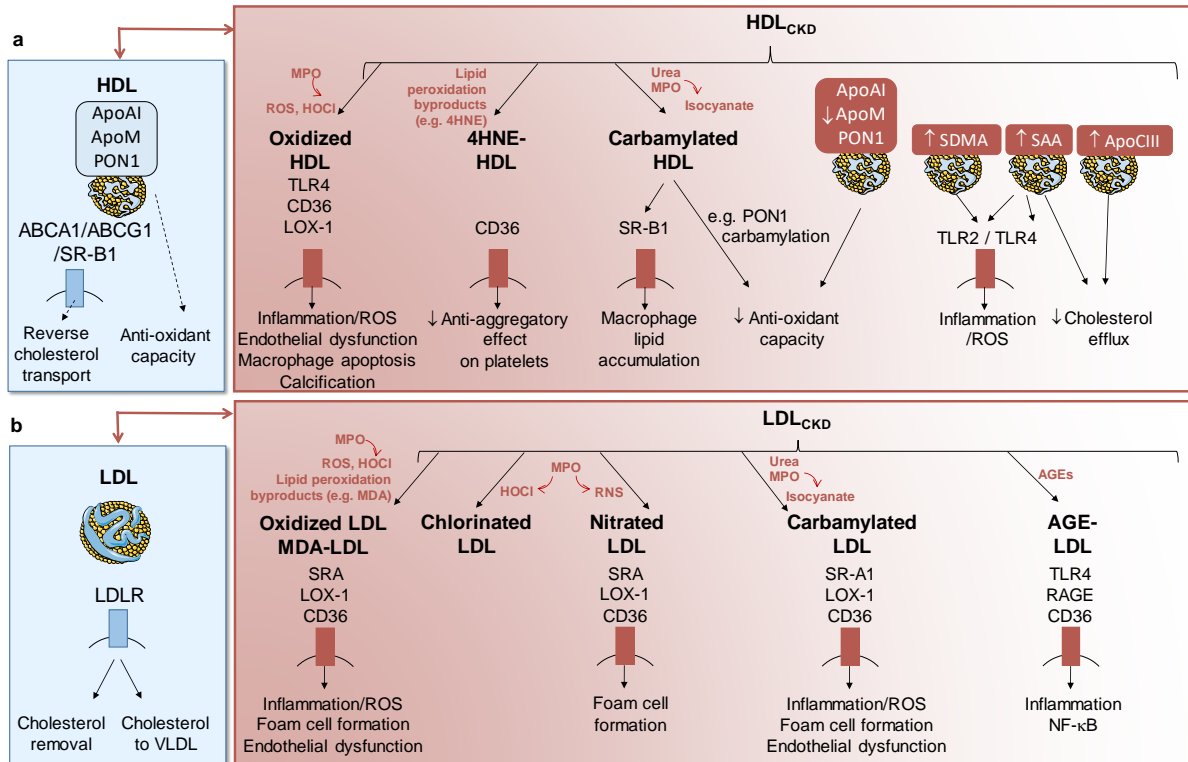 a
HDL
ApoAI
ApoM
PON1
ABCA1/ABCG1
/SR-B1
Reverse
cholesterol
transport
Anti-oxidant
capacity
HDLCKD
MPO
ROS, HOCl
Oxidized
HDL
TLR4
CD36
LOX-1
Inflammation/ROS
Endothelial dysfunction
Macrophage apoptosis
Calcification
Lipid
peroxidation
byproducts
(e.g. 4HNE)
4HNE-
HDL
CD36
↓ Anti-aggregatory
effect
on platelets
Urea
MPO
Isocyanate
Carbamylated
HDL
SR-B1
Macrophage
lipid
accumulation
e.g. PON1
carbamylation
↓ Anti-oxidant
capacity
ApoAI
↓ ApoM
PON1
↑ SDMA
↑ SAA
↑ ApoCIII
TLR2 / TLR4
Inflammation
/ROS
↓ Cholesterol
efflux
b
LDL
LDLR
Cholesterol
removal
Cholesterol
to VLDL
LDLCKD
MPO
ROS, HOCl
Lipid peroxidation
byproducts (e.g. MDA)
Oxidized LDL
MDA-LDL
SRA
LOX-1
CD36
Inflammation/ROS
Foam cell formation
Endothelial dysfunction
MPO
HOCl
RNS
Chlorinated
LDL
Nitrated
LDL
SRA
LOX-1
CD36
Foam cell
formation
Urea
MPO
Isocyanate
Carbamylated
LDL
SR-A1
LOX-1
CD36
Inflammation/ROS
Foam cell formation
Endothelial dysfunction
AGEs
AGE-
LDL
TLR4
RAGE
CD36
Inflammation
NF-κB